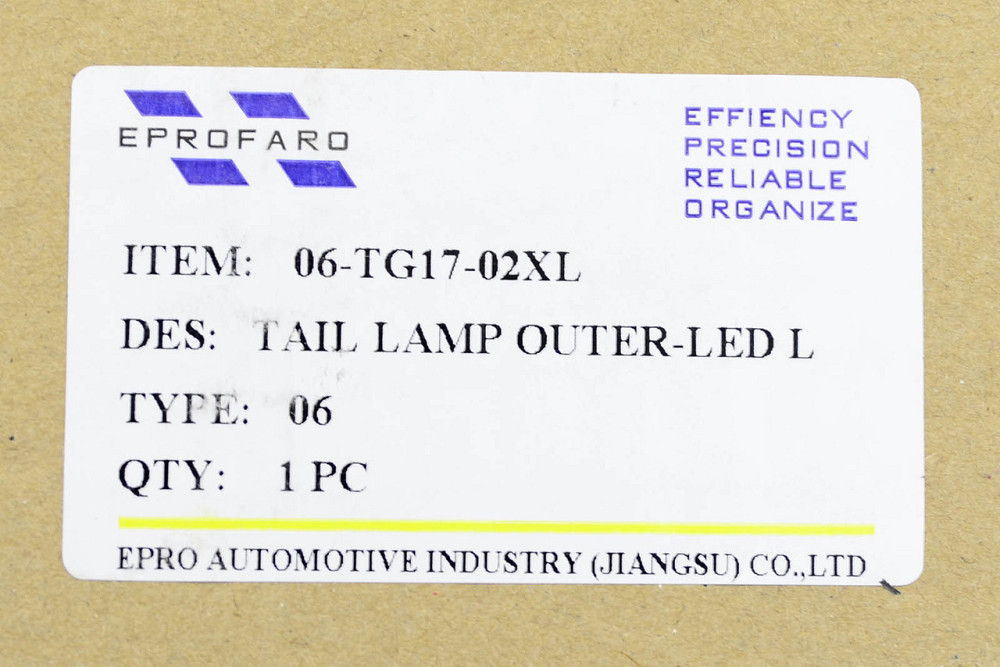 EPROFARO
EFFIENCY
PRECISION
RELIABLE
ORGANIZE
ITEM: 06-TG17-02XL
DES: TAIL LAMP OUTER-LED L
TYPE: 06
QTY: 1 PC
EPRO AUTOMOTIVE INDUSTRY (JIANGSU) CO.,LTD